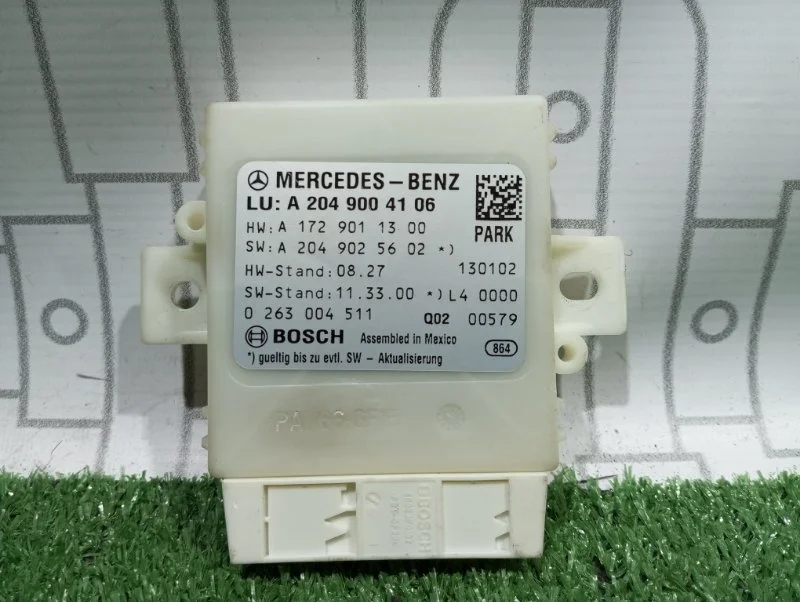 MERCEDES-BENZ
LU: A 204 900 41 06
HW: A 172 901 13 00
PARK
SW: A 204 902 56 02 *)
HW-Stand: 08.27 130102
SW-Stand: 11.33.00 *) L4 0000
0 263 004 511 Q02 00579
BOSCH Assembled in Mexico
*) gueltig bis zu evtl. SW - Aktualisierung 864
BOSCH